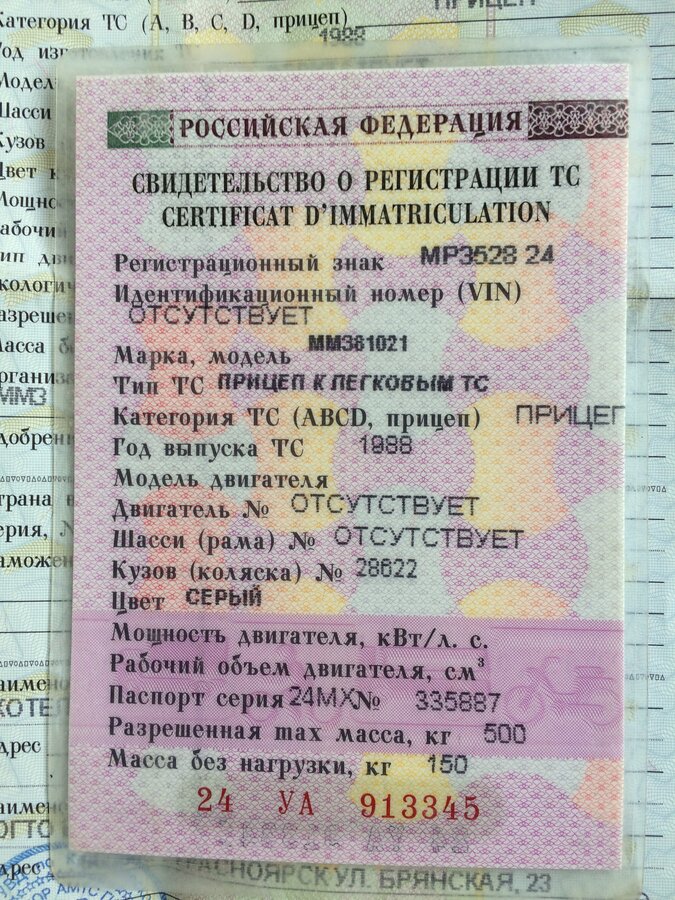 Категория ТС (A, B, C, D, прицеп)
1988
РОССИЙСКАЯ ФЕДЕРАЦИЯ
СВИДЕТЕЛЬСТВО О РЕГИСТРАЦИИ ТС
CERTIFICAT D'IMMATRICULATION
Регистрационный знак МР3528 24
Идентификационный номер (VIN)
ОТСУТСТВУЕТ
Марка, модель ММЗ81021
Тип ТС ПРИЦЕП К ЛЕГКОВЫМ ТС
Категория ТС (ABCD, прицеп) ПРИЦЕП
Год выпуска ТС 1988
Модель двигателя
Двигатель № ОТСУТСТВУЕТ
Шасси (рама) № ОТСУТСТВУЕТ
Кузов (коляска) № 28622
Цвет СЕРЫЙ
Мощность двигателя, кВт/л. с.
Рабочий объем двигателя, см³
Паспорт серия 24МХ № 335887
Разрешенная max масса, кг 500
Масса без нагрузки, кг 150
24 УА 913345
КРАСНОЯРСК УЛ. БРЯНСКАЯ, 23